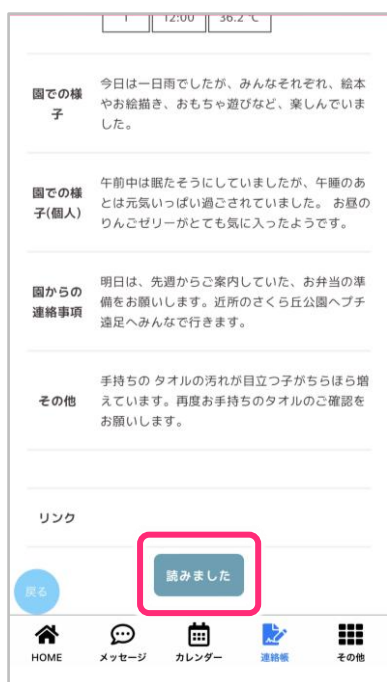 1 12:00 36.2 ℃
園での様
子
今日は一日雨でしたが、みんなそれぞれ、絵本
やお絵描き、おもちゃ遊びなど、楽しんでいま
した。
園での様
子(個人)
午前中は眠たそうにしていましたが、午睡のあ
とは元気いっぱい過ごされていました。 お昼の
りんごゼリーがとても気に入ったようです。
園からの
連絡事項
明日は、先週からご案内していた、お弁当の準
備をお願いします。近所のさくら丘公園へプチ
遠足へみんなで行きます。
その他
手持ちの タオルの汚れが目立つ子がちらほら増
えています。再度お手持ちのタオルのご確認を
お願いします。
リンク
読みました
戻る
HOME メッセージ カレンダー 連絡帳 その他